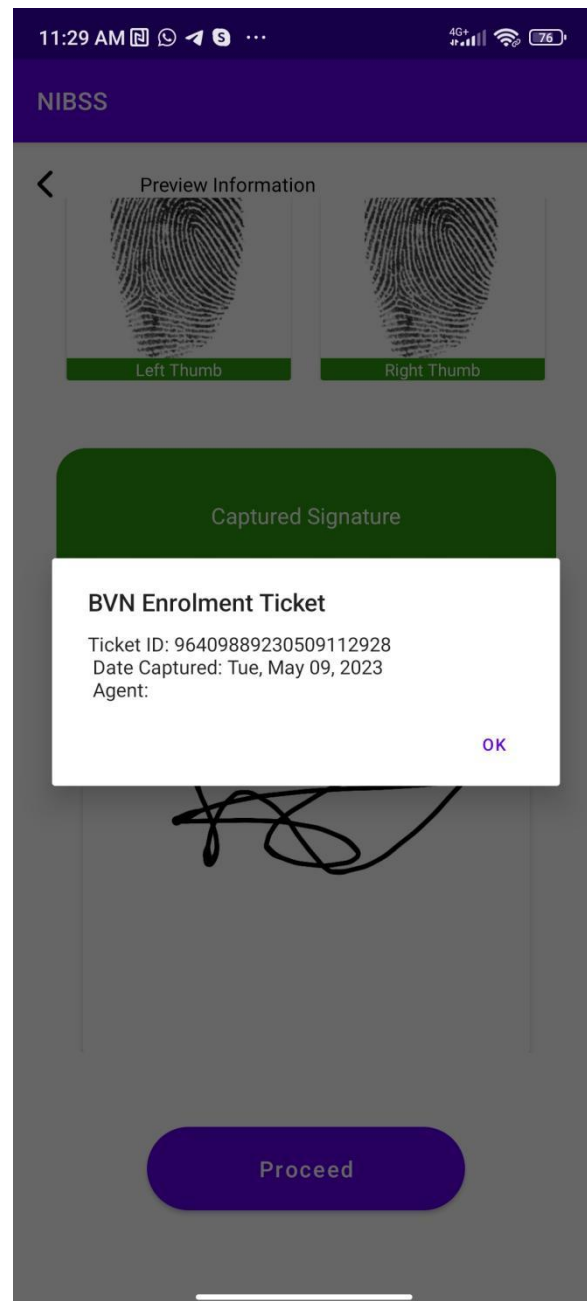 11:29 AM ... 4G+ 76
NIBSS
Preview Information
Left Thumb Right Thumb
Captured Signature
BVN Enrolment Ticket
Ticket ID: 96409889230509112928
Date Captured: Tue, May 09, 2023
Agent:
OK
Proceed